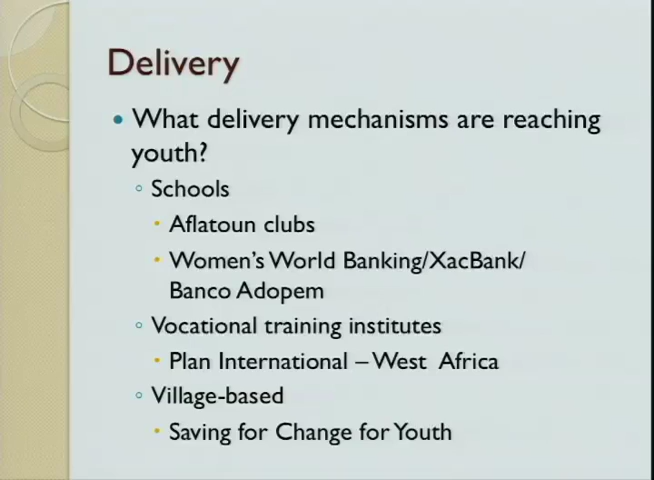 Delivery
What delivery mechanisms are reaching
youth?
Schools
Aflatoun clubs
Women's World Banking/XacBank/
Banco Adopem
Vocational training institutes
Plan International – West Africa
Village-based
Saving for Change for Youth